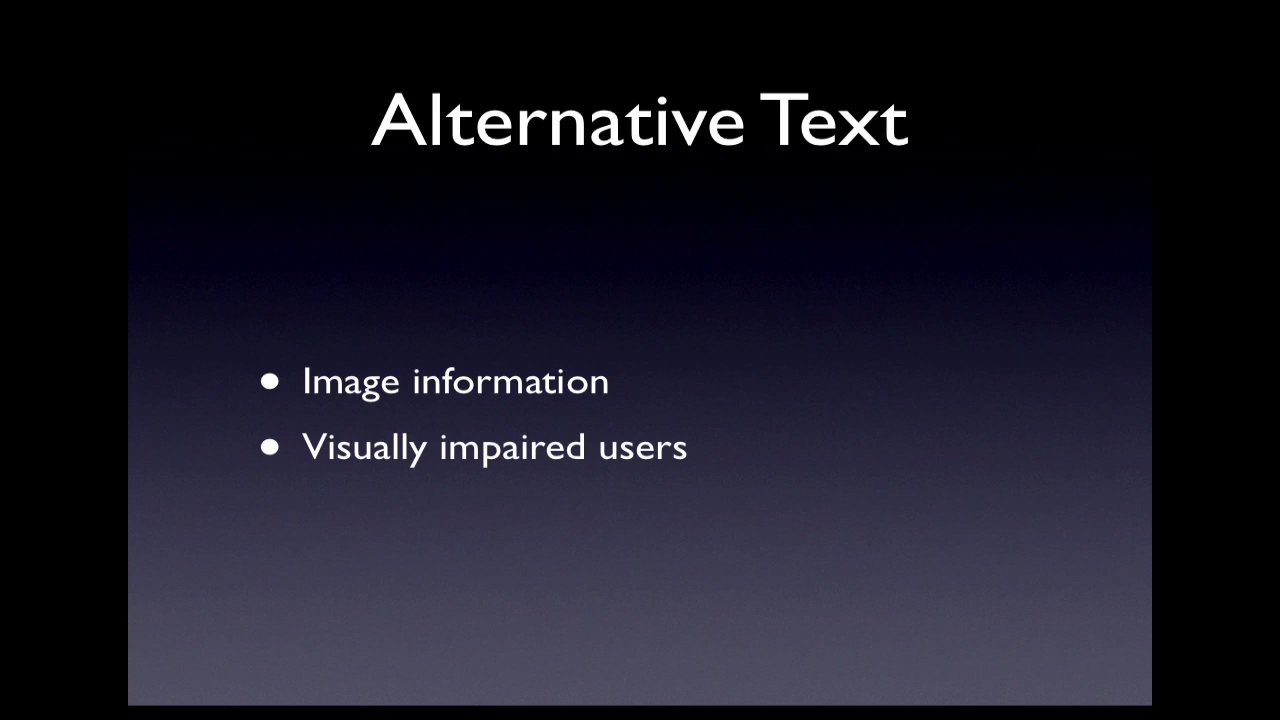 Alternative Text
• Image information
• Visually impaired users